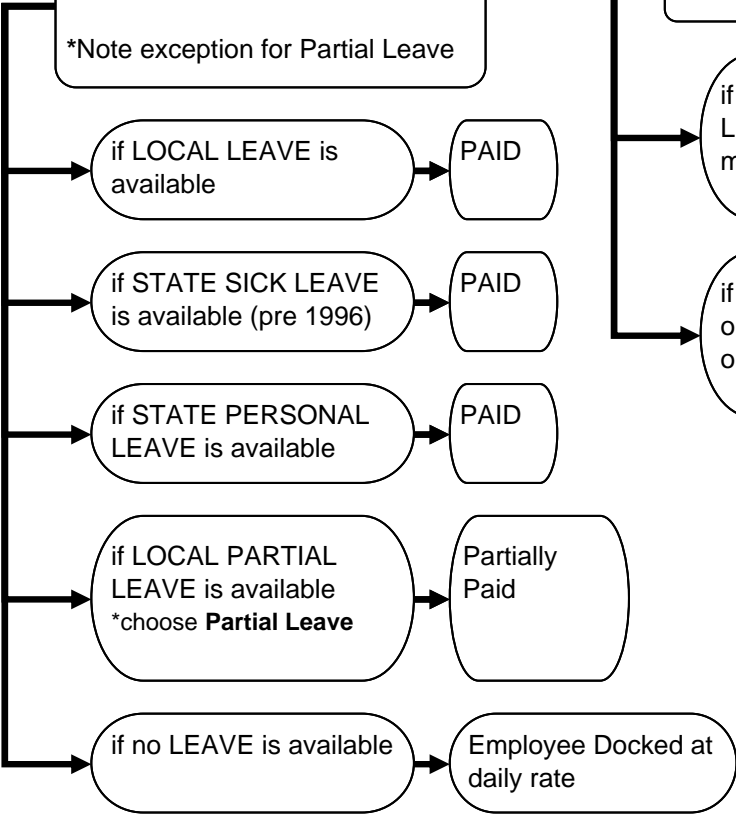 *Note exception for Partial Leave
if LOCAL LEAVE is
available
PAID
if STATE SICK LEAVE
is available (pre 1996)
PAID
if STATE PERSONAL
LEAVE is available
PAID
if LOCAL PARTIAL
LEAVE is available
*choose Partial Leave
Partially
Paid
if no LEAVE is available
Employee Docked at
daily rate
if
if